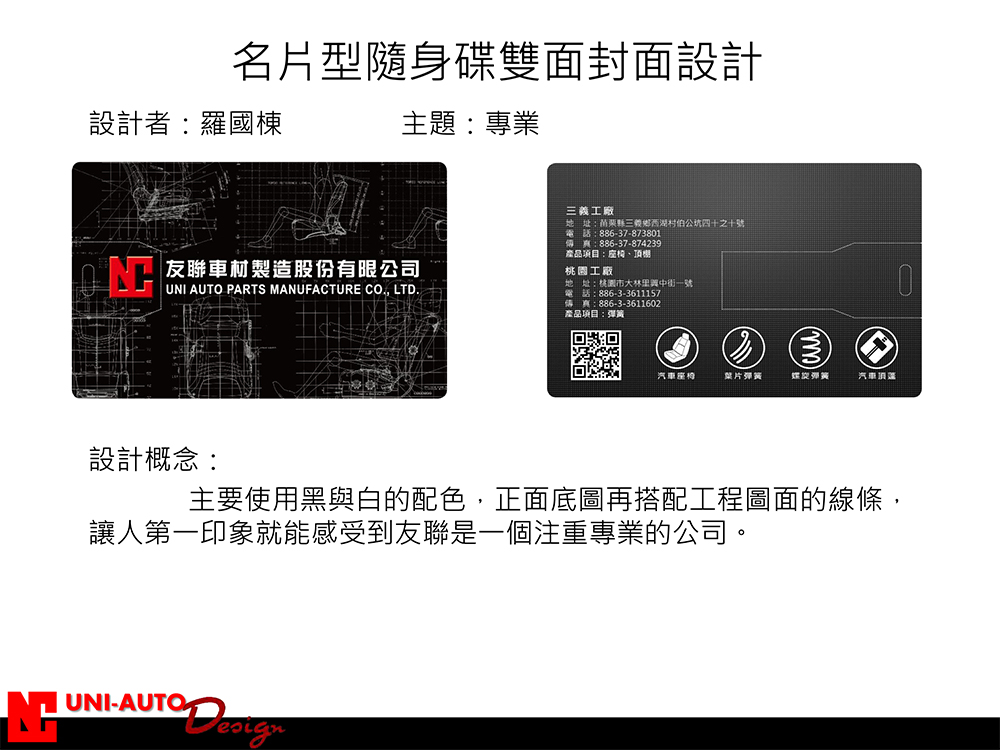 名片型隨身碟雙面封面設計
設計者：羅國棟
主題：專業
友聯車材製造股份有限公司
UNI AUTO PARTS MANUFACTURE CO., LTD.
三義工廠
地 址：苗栗縣三義鄉西湖村伯公坑四十之十號
電 話：886-37-873801
傳 真：886-37-874239
產品項目：座椅、頂棚
桃園工廠
地 址：桃園市大林里興中街一號
電 話：886-3-3611157
傳 真：886-3-3611602
產品項目：彈簧
汽車座椅
葉片彈簧
螺旋彈簧
汽車頂蓬
設計概念：
主要使用黑與白的配色，正面底圖再搭配工程圖面的線條，
讓人第一印象就能感受到友聯是一個注重專業的公司。
UNI-AUTO
Design